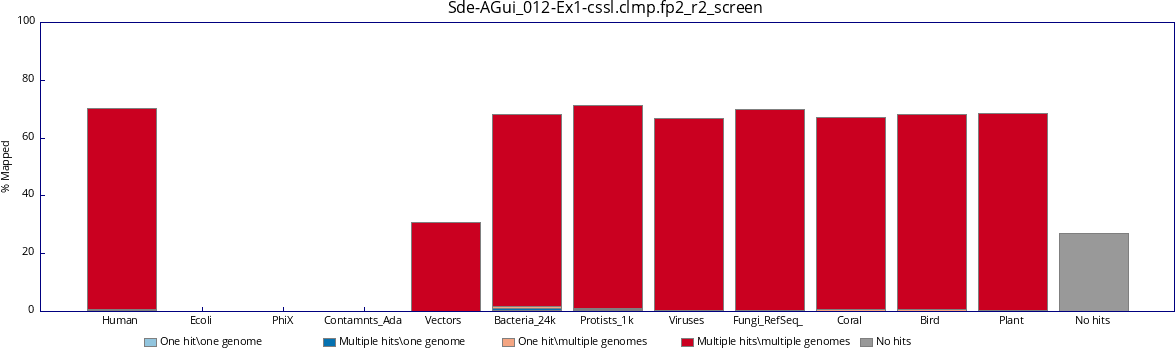 Sde-AGui_012-Ex1-cssl.clmp.fp2_r2_screen
100
80
60
40
20
0
% Mapped
Human Ecoli PhiX Contamnts_Ada Vectors Bacteria_24k Protists_1k Viruses Fungi_RefSeq_ Coral Bird Plant No hits
One hit\one genome Multiple hits\one genome One hit\multiple genomes Multiple hits\multiple genomes No hits